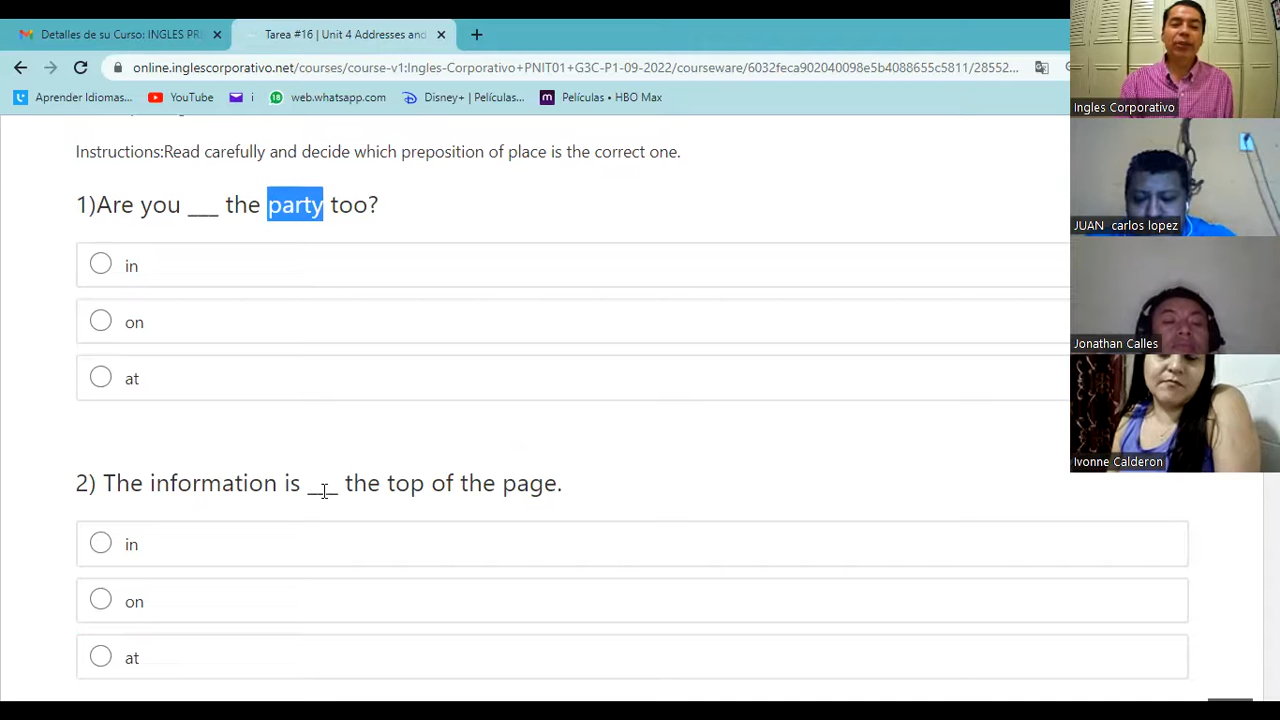 Detalles de su Curso: INGLES PR
Tarea #16 | Unit 4 Addresses and
online.inglescorporativo.net/courses/course-v1:Ingles-Corporativo+PNIT01+G3C-P1-09-2022/courseware/6032feca902040098e5b4088655c5811/28552...
Aprender Idiomas...
YouTube
i
web.whatsapp.com
Disney+ | Películas,...
Películas • HBO Max
Instructions:Read carefully and decide which preposition of place is the correct one.
1)Are you ___ the party too?
in
on
at
2) The information is ___ the top of the page.
in
on
at
Ingles Corporativo
JUAN carlos lopez
Jonathan Calles
Ivonne Calderon